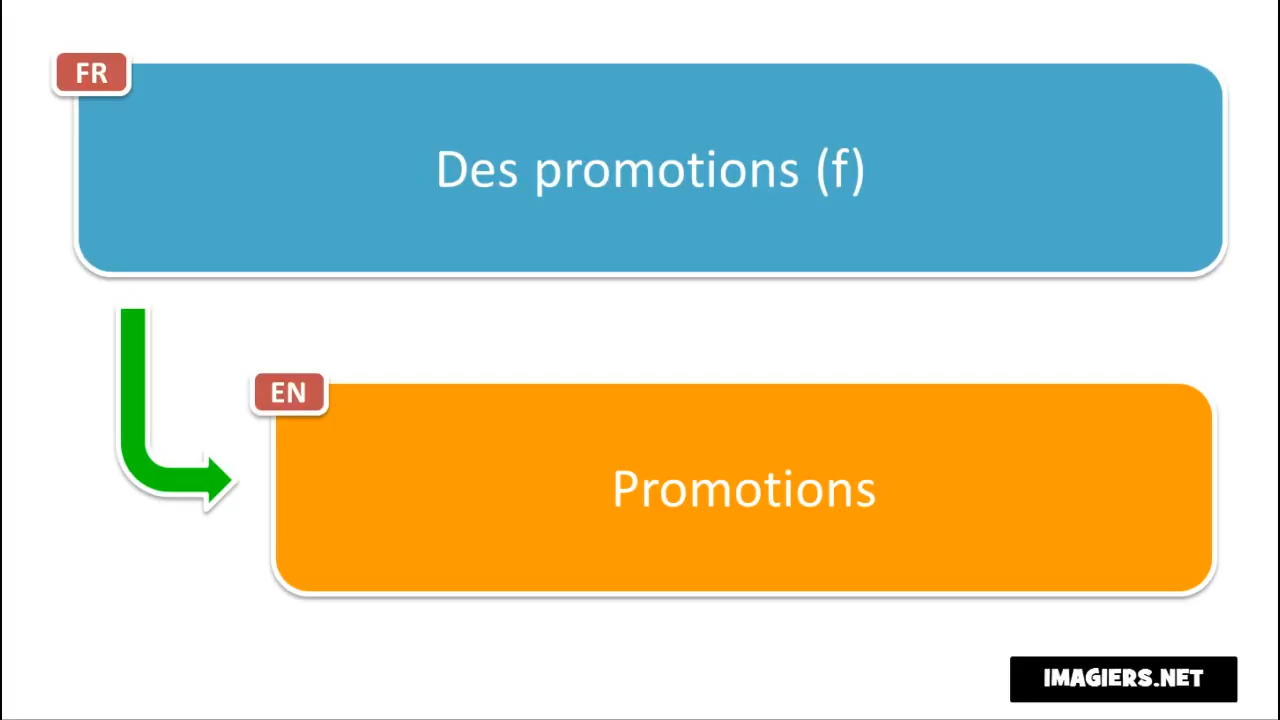 FR
Des promotions (f)
EN
Promotions
IMAGIERS.NET